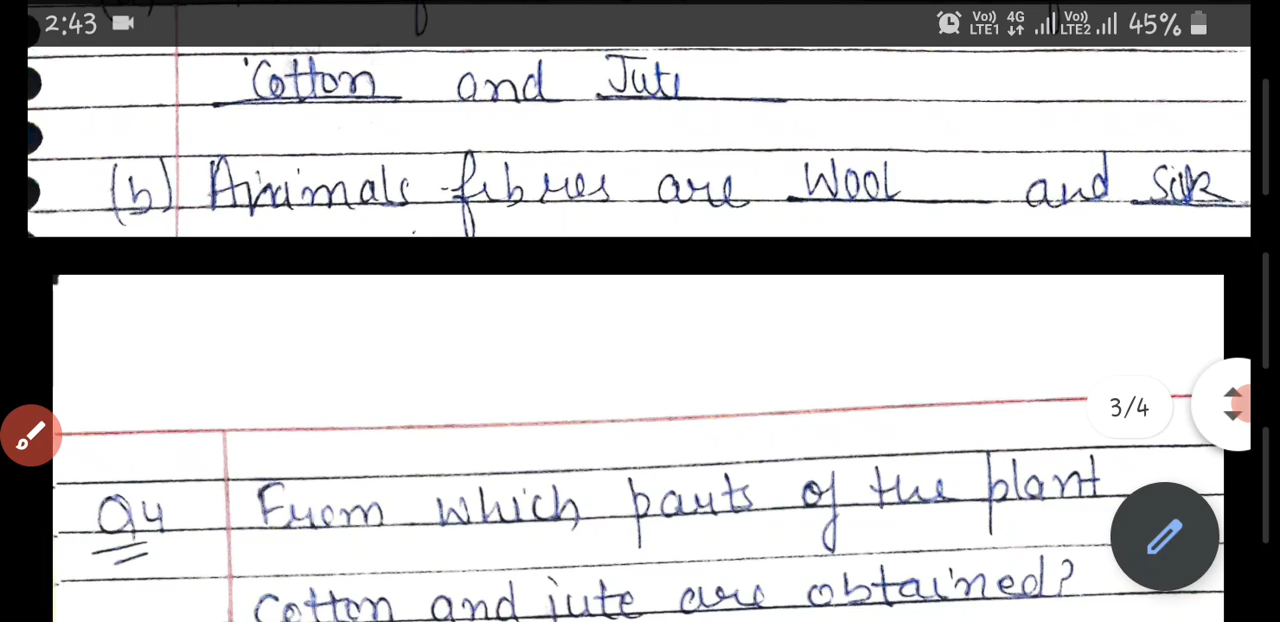 2:43 Vo)) LTE1 4G Vo)) LTE2 45%
Cotton and Jute
(b) Animals fibres are Wool and Silk
3/4
Q4 From which parts of the plant
Cotton and jute are obtained?